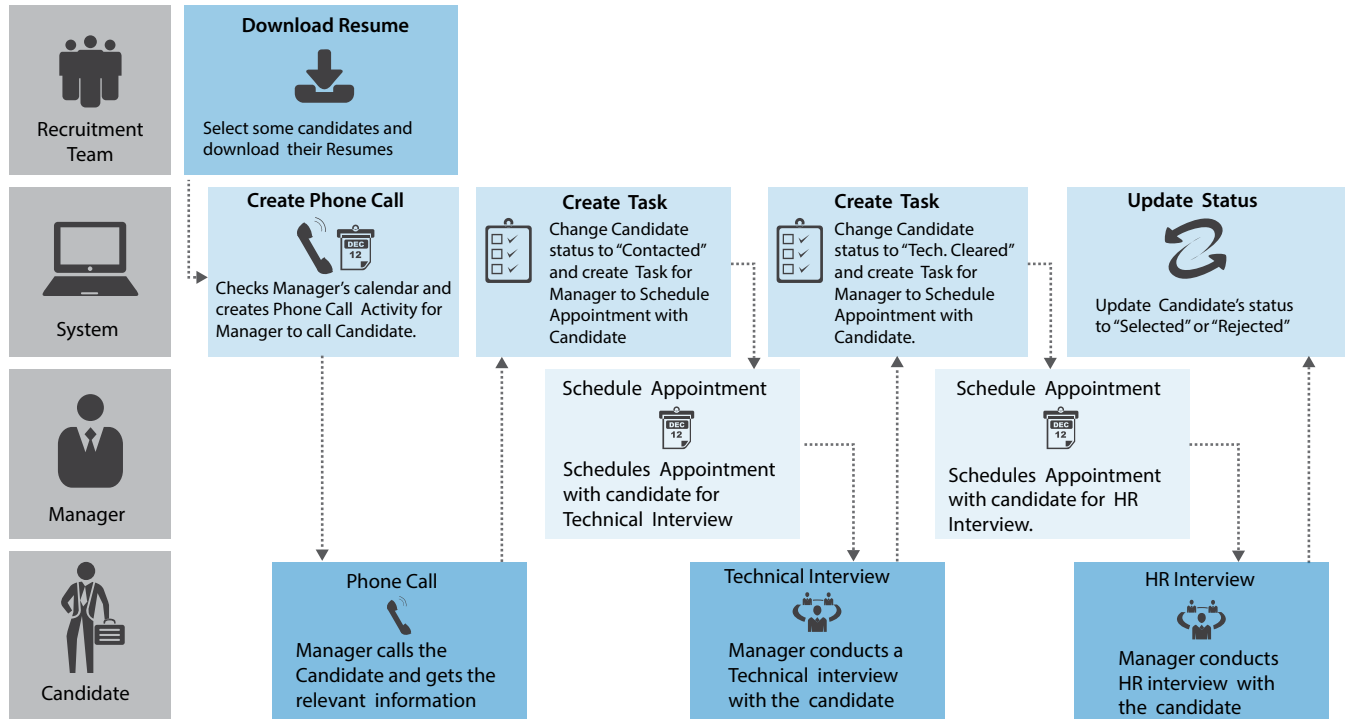 Recruitment
Team
Download Resume
Select some candidates and
download their Resumes
System
Create Phone Call
DEC
12
Checks Manager's calendar and
creates Phone Call Activity for
Manager to call Candidate.
Create Task
Change Candidate
status to “Contacted”
and create Task for
Manager to Schedule
Appointment with
Candidate
Create Task
Change Candidate
status to “Tech. Cleared”
and create Task for
Manager to Schedule
Appointment with
Candidate.
Update Status
Update Candidate's status
to “Selected” or “Rejected”
Manager
Schedule Appointment
DEC
12
Schedules Appointment
with candidate for
Technical Interview
Schedule Appointment
DEC
12
Schedules Appointment
with candidate for HR
Interview.
Candidate
Phone Call
Manager calls the
Candidate and gets the
relevant information
Technical Interview
Manager conducts a
Technical interview
with the candidate
HR Interview
Manager conducts
HR interview with
the candidate